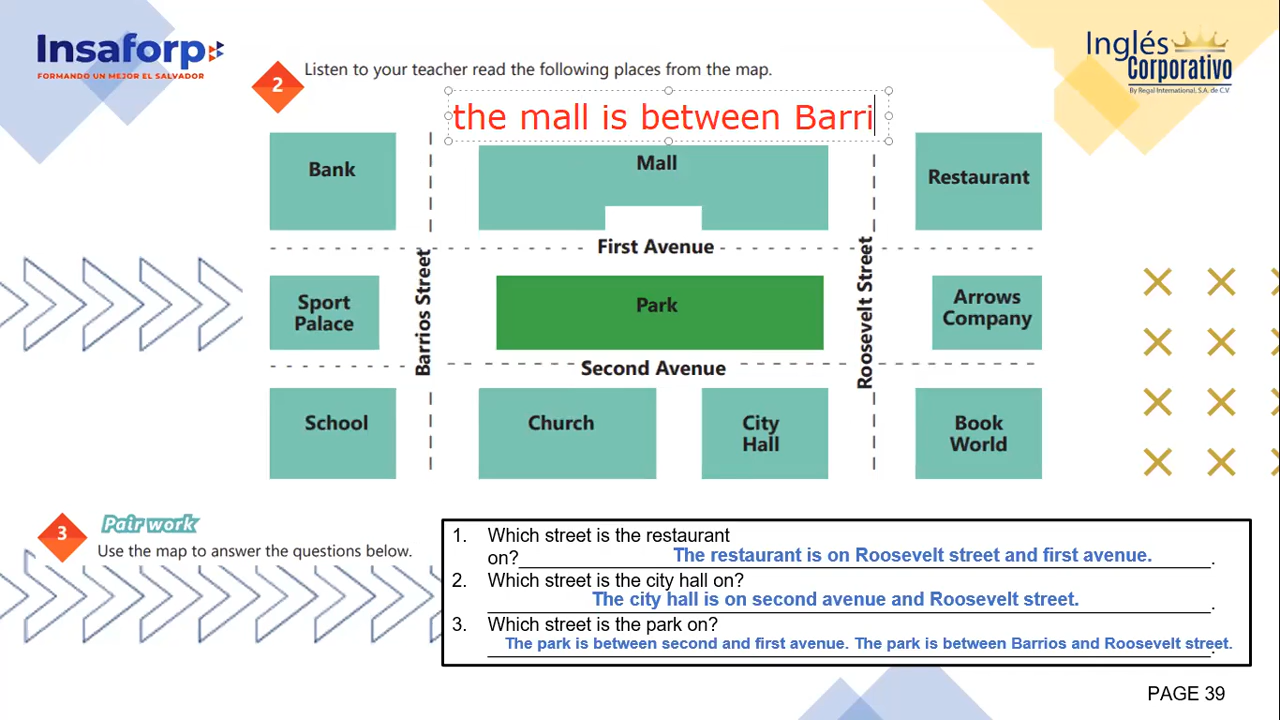 Insaforp
FORMANDO UN MEJOR EL SALVADOR
Inglés
Corporativo
By Regal International, S.A. de C.V
2
Listen to your teacher read the following places from the map.
the mall is between Barri
Bank
Mall
Restaurant
First Avenue
Barrios Street
Roosevelt Street
Sport
Palace
Park
Arrows
Company
Second Avenue
School
Church
City
Hall
Book
World
3
Pair work
Use the map to answer the questions below.
1. Which street is the restaurant
on? The restaurant is on Roosevelt street and first avenue.
2. Which street is the city hall on?
The city hall is on second avenue and Roosevelt street.
3. Which street is the park on?
The park is between second and first avenue. The park is between Barrios and Roosevelt street.
PAGE 39